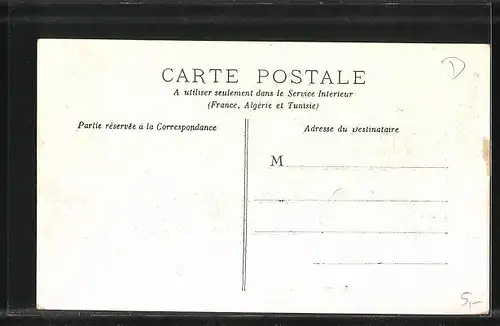 D
CARTE POSTALE
A utiliser seulement dans le Service Intérieur
(France, Algérie et Tunisie)
Partie réservée à la Correspondance
Adresse du Destinataire
M
5,-